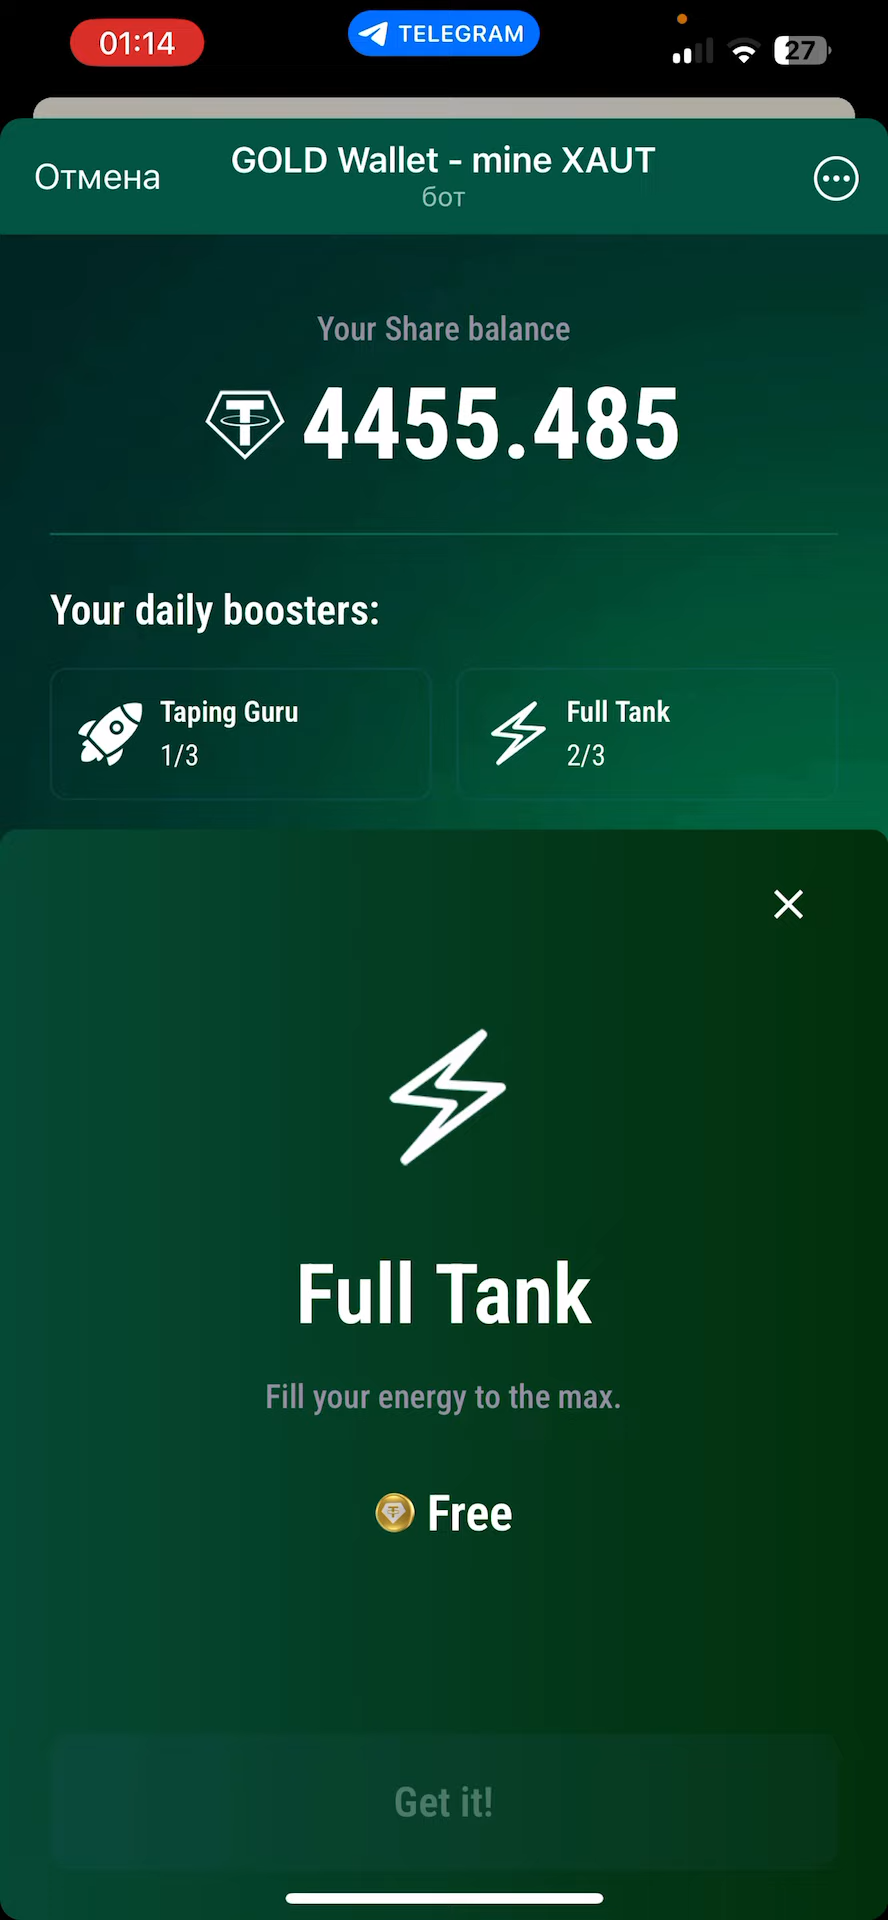 01:14
TELEGRAM
27
Отмена
GOLD Wallet - mine XAUT
бот
Your Share balance
4455.485
Your daily boosters:
Taping Guru
1/3
Full Tank
2/3
Full Tank
Fill your energy to the max.
Free
Get it!